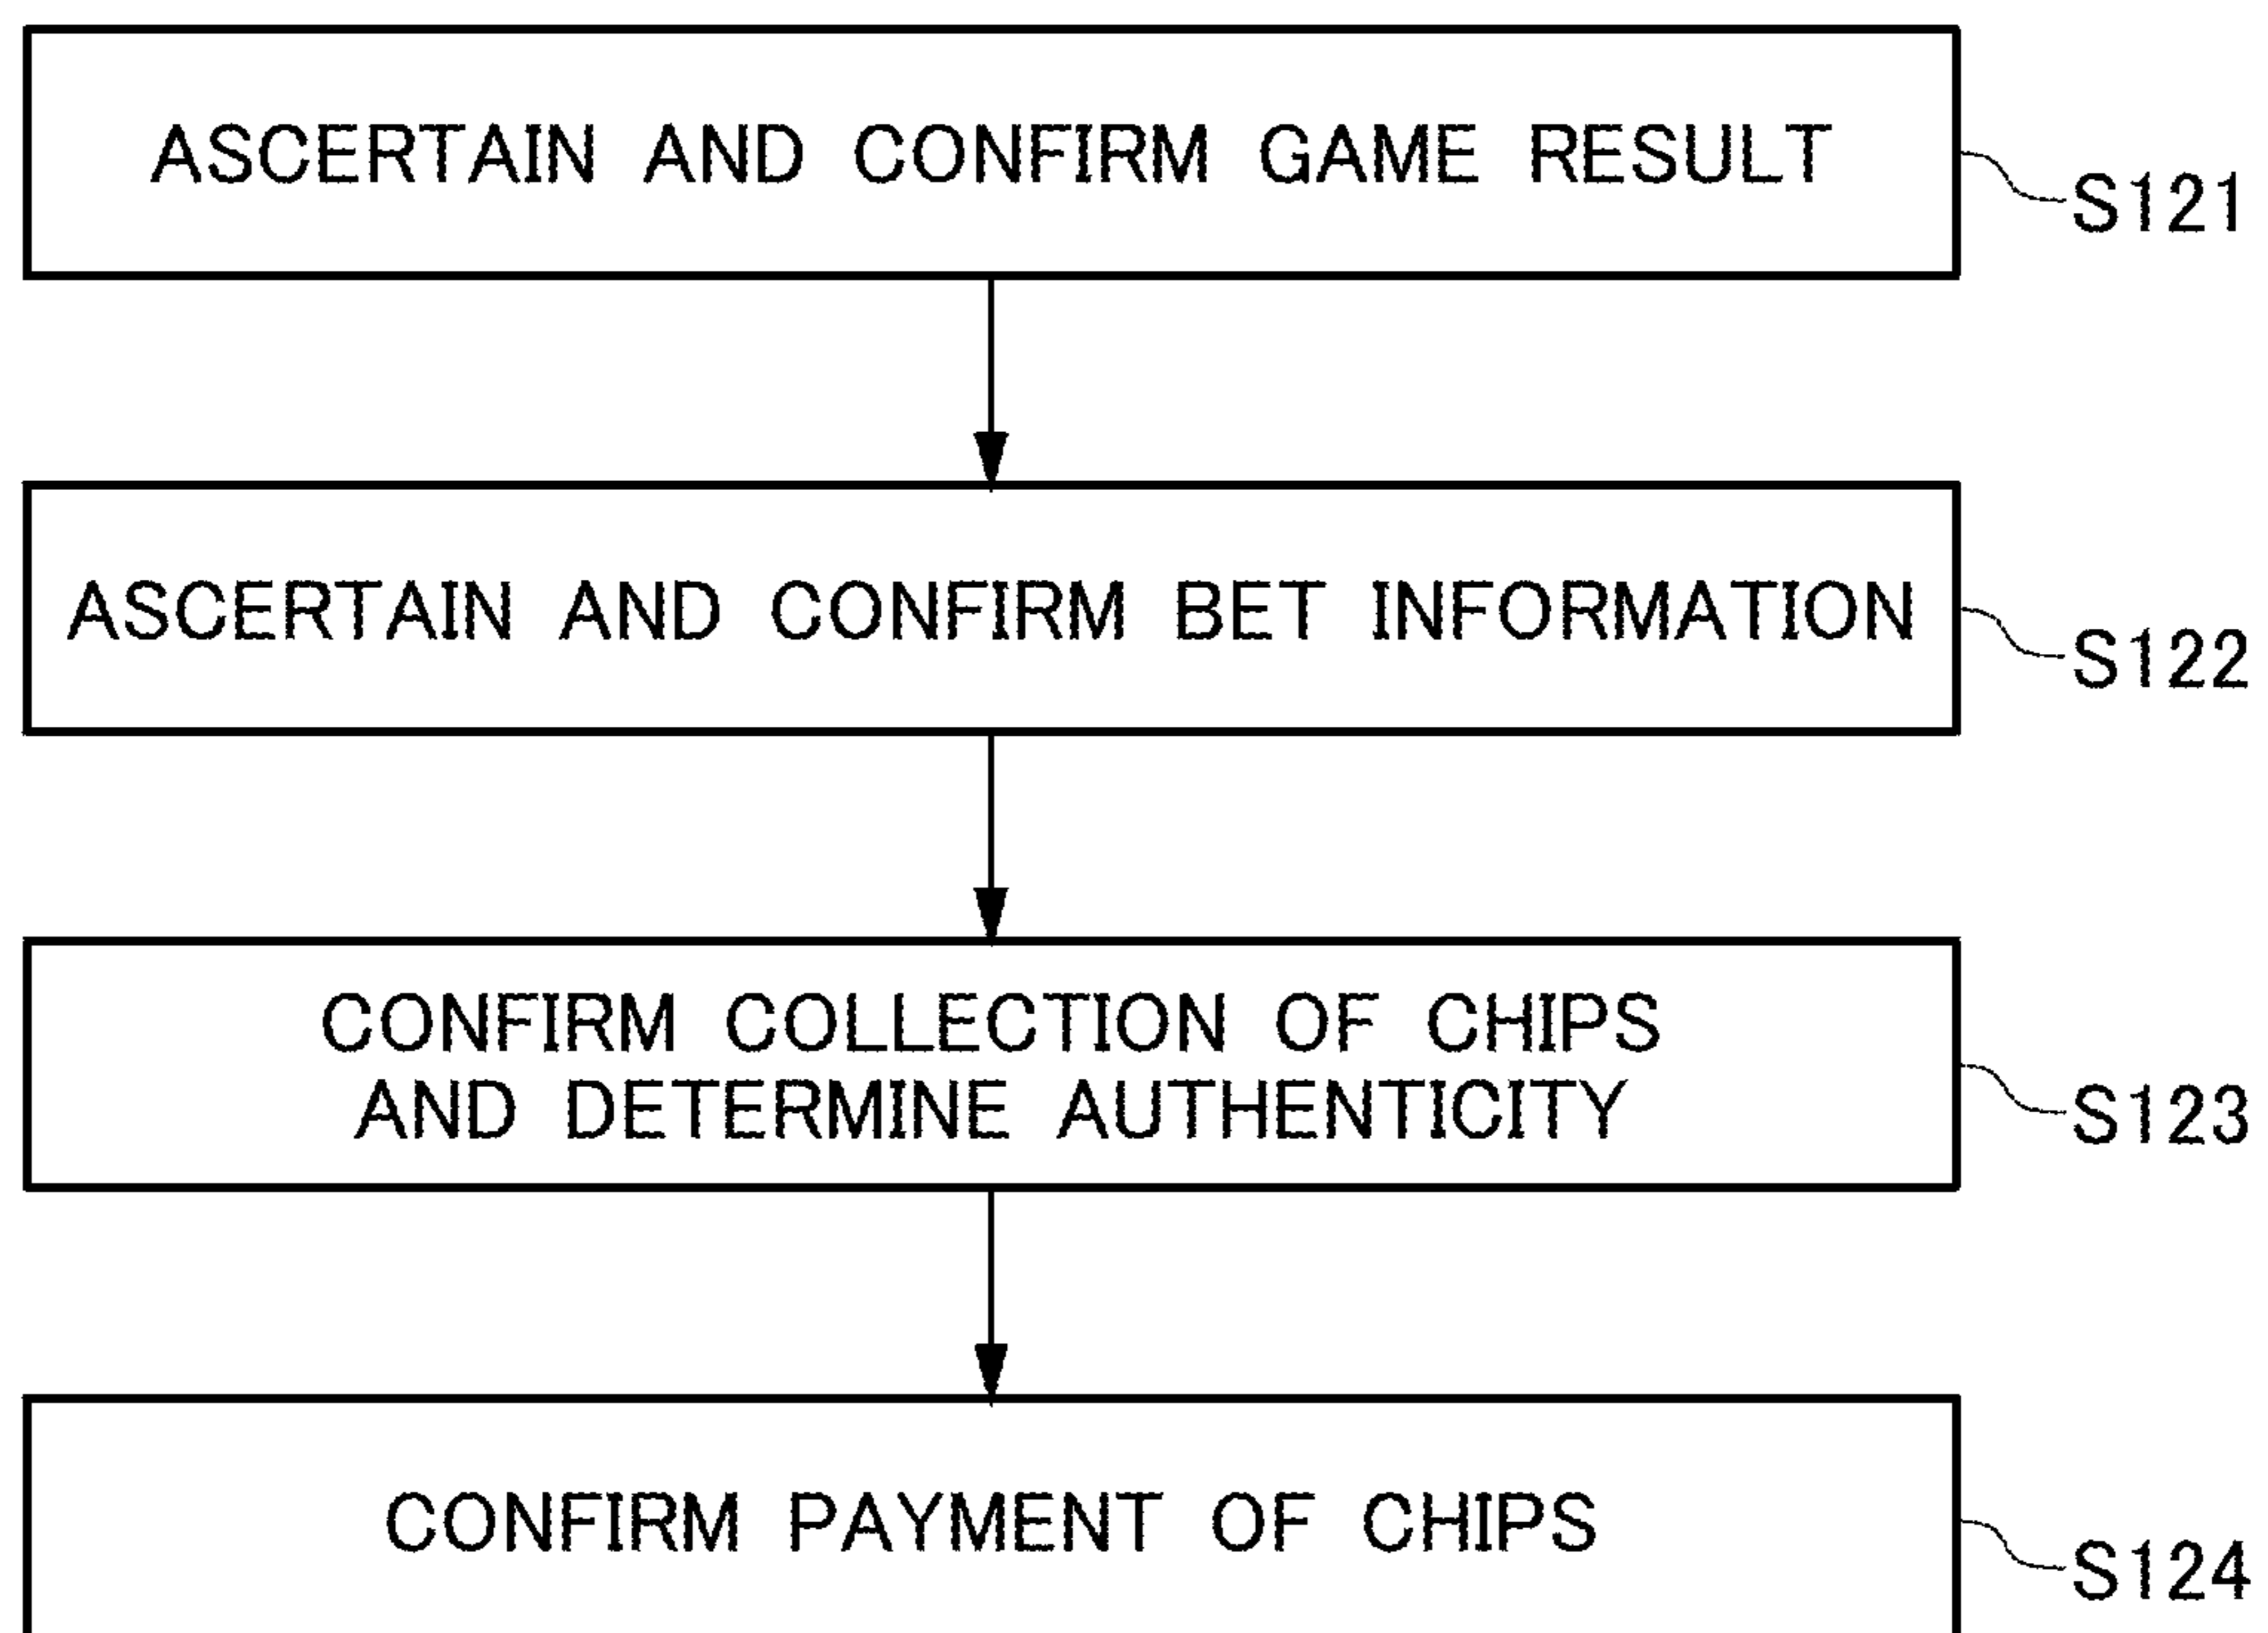 ASCERTAIN AND CONFIRM GAME RESULT
S121
ASCERTAIN AND CONFIRM BET INFORMATION
S122
CONFIRM COLLECTION OF CHIPS
AND DETERMINE AUTHENTICITY
S123
CONFIRM PAYMENT OF CHIPS
S124